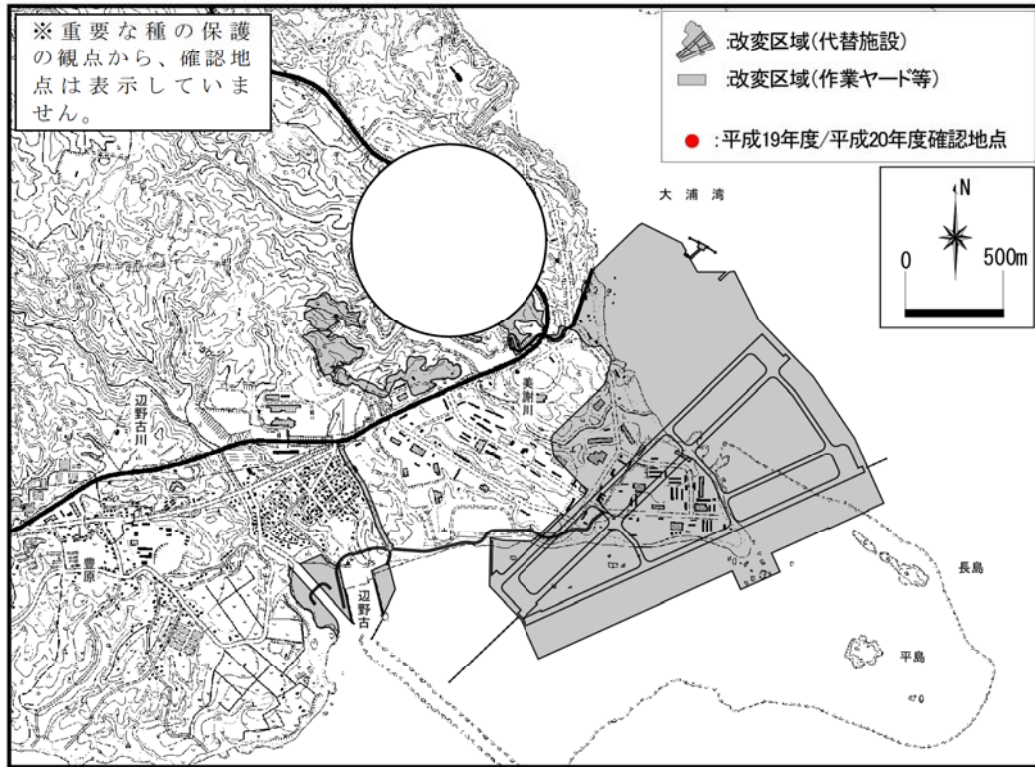 ※重要な種の保護
の観点から、確認地
点は表示していま
せん。
:改変区域(代替施設)
:改変区域(作業ヤード等)
:平成19年度/平成20年度確認地点
大浦湾
N
0 500m
美謝川
辺野古川
豊原
辺野古
長島
平島